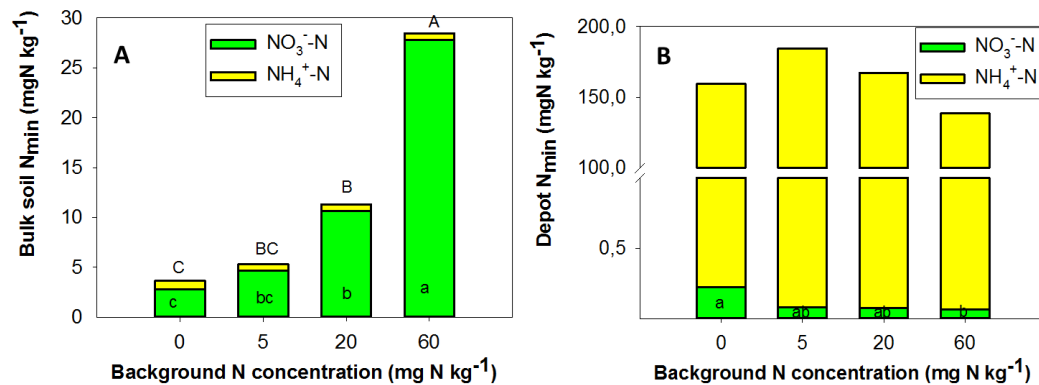 A
NO₃⁻-N
NH₄⁺-N
Bulk soil Nmin (mgN kg⁻¹)
30
25
20
15
10
5
0
C
c
BC
bc
B
b
A
a
0 5 20 60
Background N concentration (mg N kg⁻¹)
B
NO₃⁻-N
NH₄⁺-N
Depot Nmin (mgN kg⁻¹)
200,0
150,0
100,0
0,5
a
ab
ab
b
0 5 20 60
Background N concentration (mg N kg⁻¹)